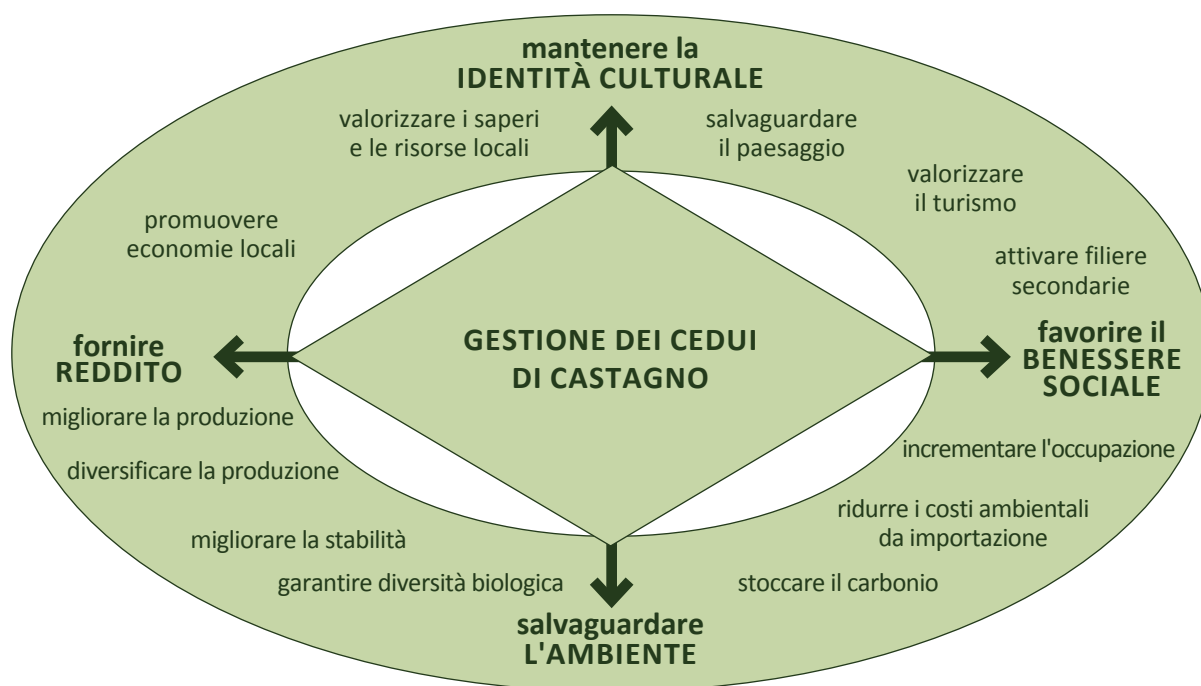 mantenere la
IDENTITÀ CULTURALE
valorizzare i saperi
e le risorse locali
salvaguardare
il paesaggio
valorizzare
il turismo
promuovere
economie locali
attivare filiere
secondarie
fornire
REDDITO
GESTIONE DEI CEDUI
DI CASTAGNO
favorire il
BENESSERE
SOCIALE
migliorare la produzione
diversificare la produzione
incrementare l'occupazione
ridurre i costi ambientali
da importazione
migliorare la stabilità
garantire diversità biologica
stoccare il carbonio
salvaguardare
L'AMBIENTE